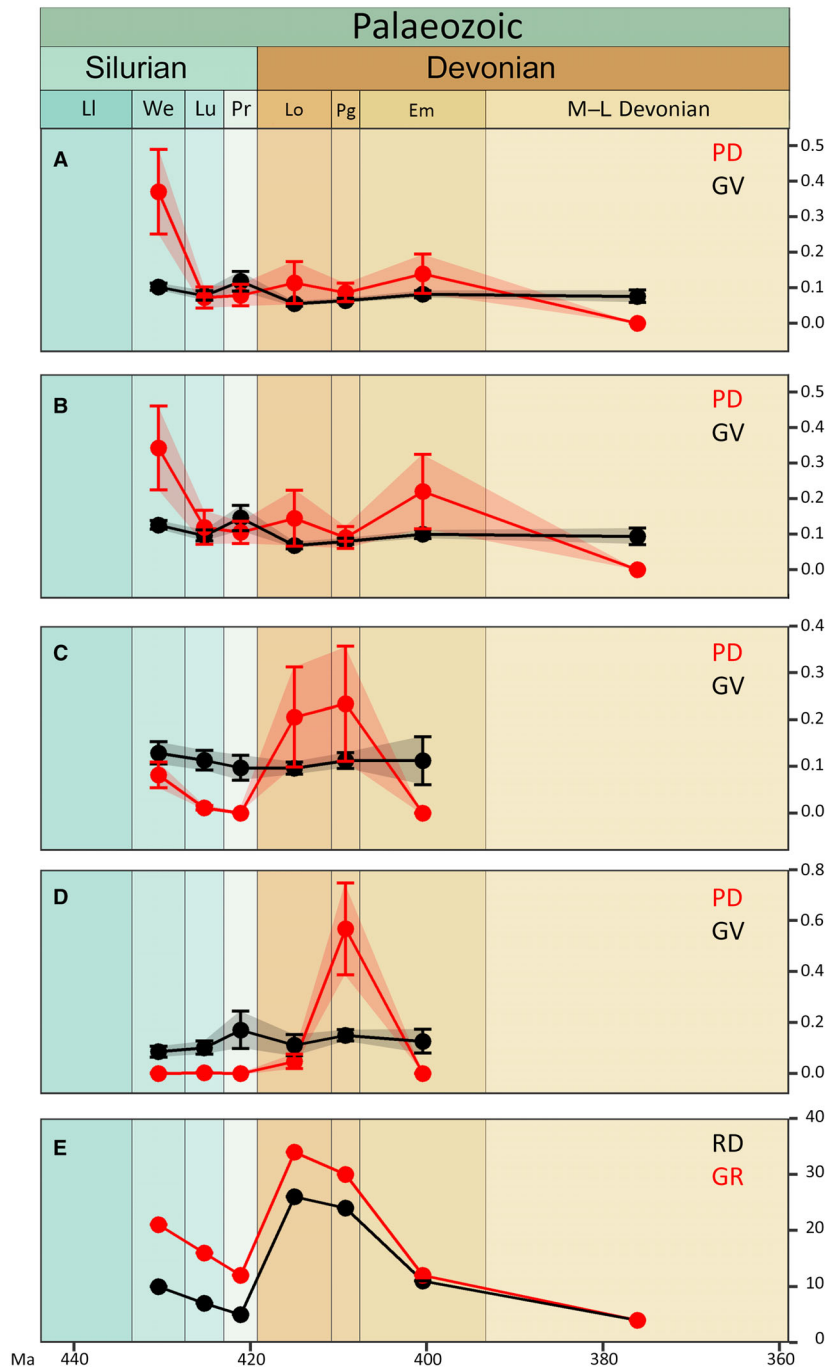 Palaeozoic
Silurian Devonian
Ll We Lu Pr Lo Pg Em M–L Devonian
A PD 0.5
GV 0.4
0.3
0.2
0.1
0.0
B PD 0.5
GV 0.4
0.3
0.2
0.1
0.0
C PD 0.4
GV 0.3
0.2
0.1
0.0
D PD 0.8
GV 0.6
0.4
0.2
0.0
E RD 40
GR 30
20
10
0
Ma 440 420 400 380 360